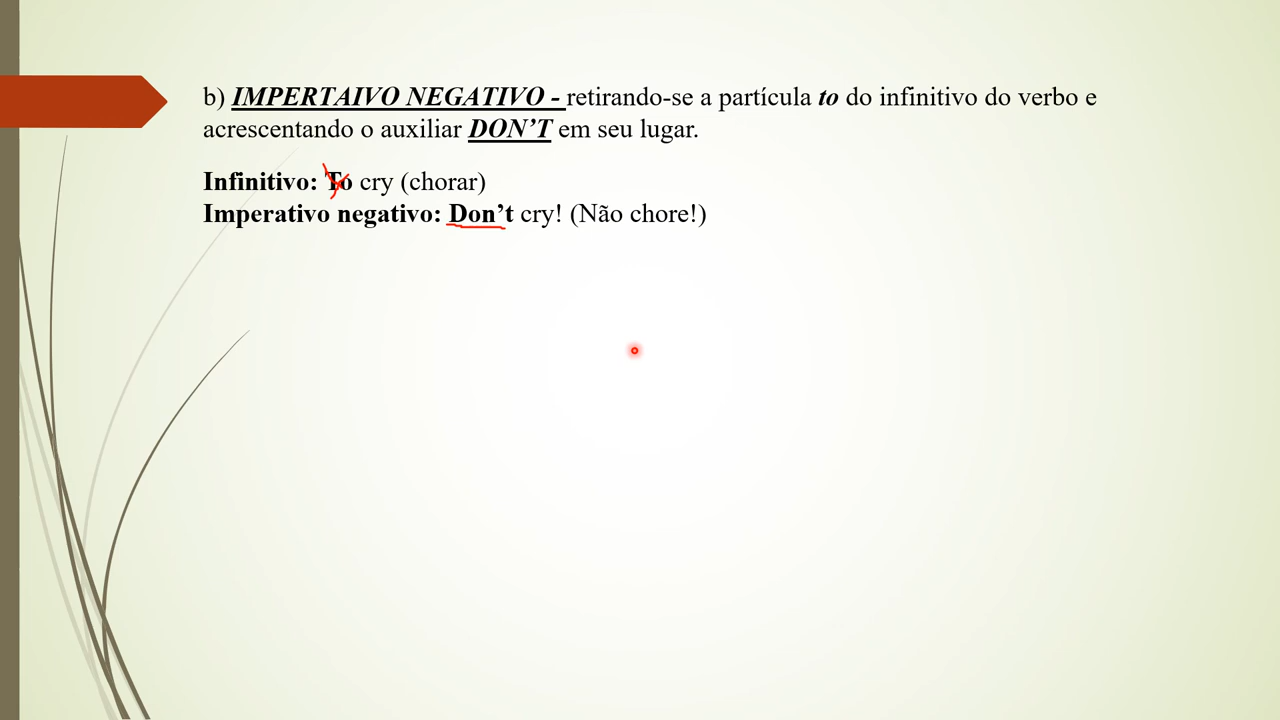 b) IMPERTAIVO NEGATIVO - retirando-se a partícula to do infinitivo do verbo e
acrescentando o auxiliar DON’T em seu lugar.
Infinitivo: To cry (chorar)
Imperativo negativo: Don’t cry! (Não chore!)